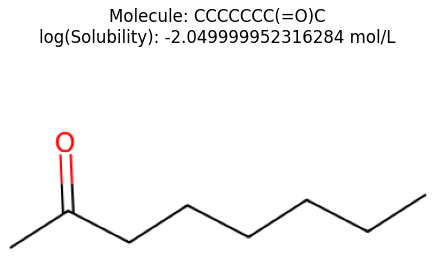 Molecule: CCCCCCC(=O)C
log(Solubility): -2.049999952316284 mol/L
O